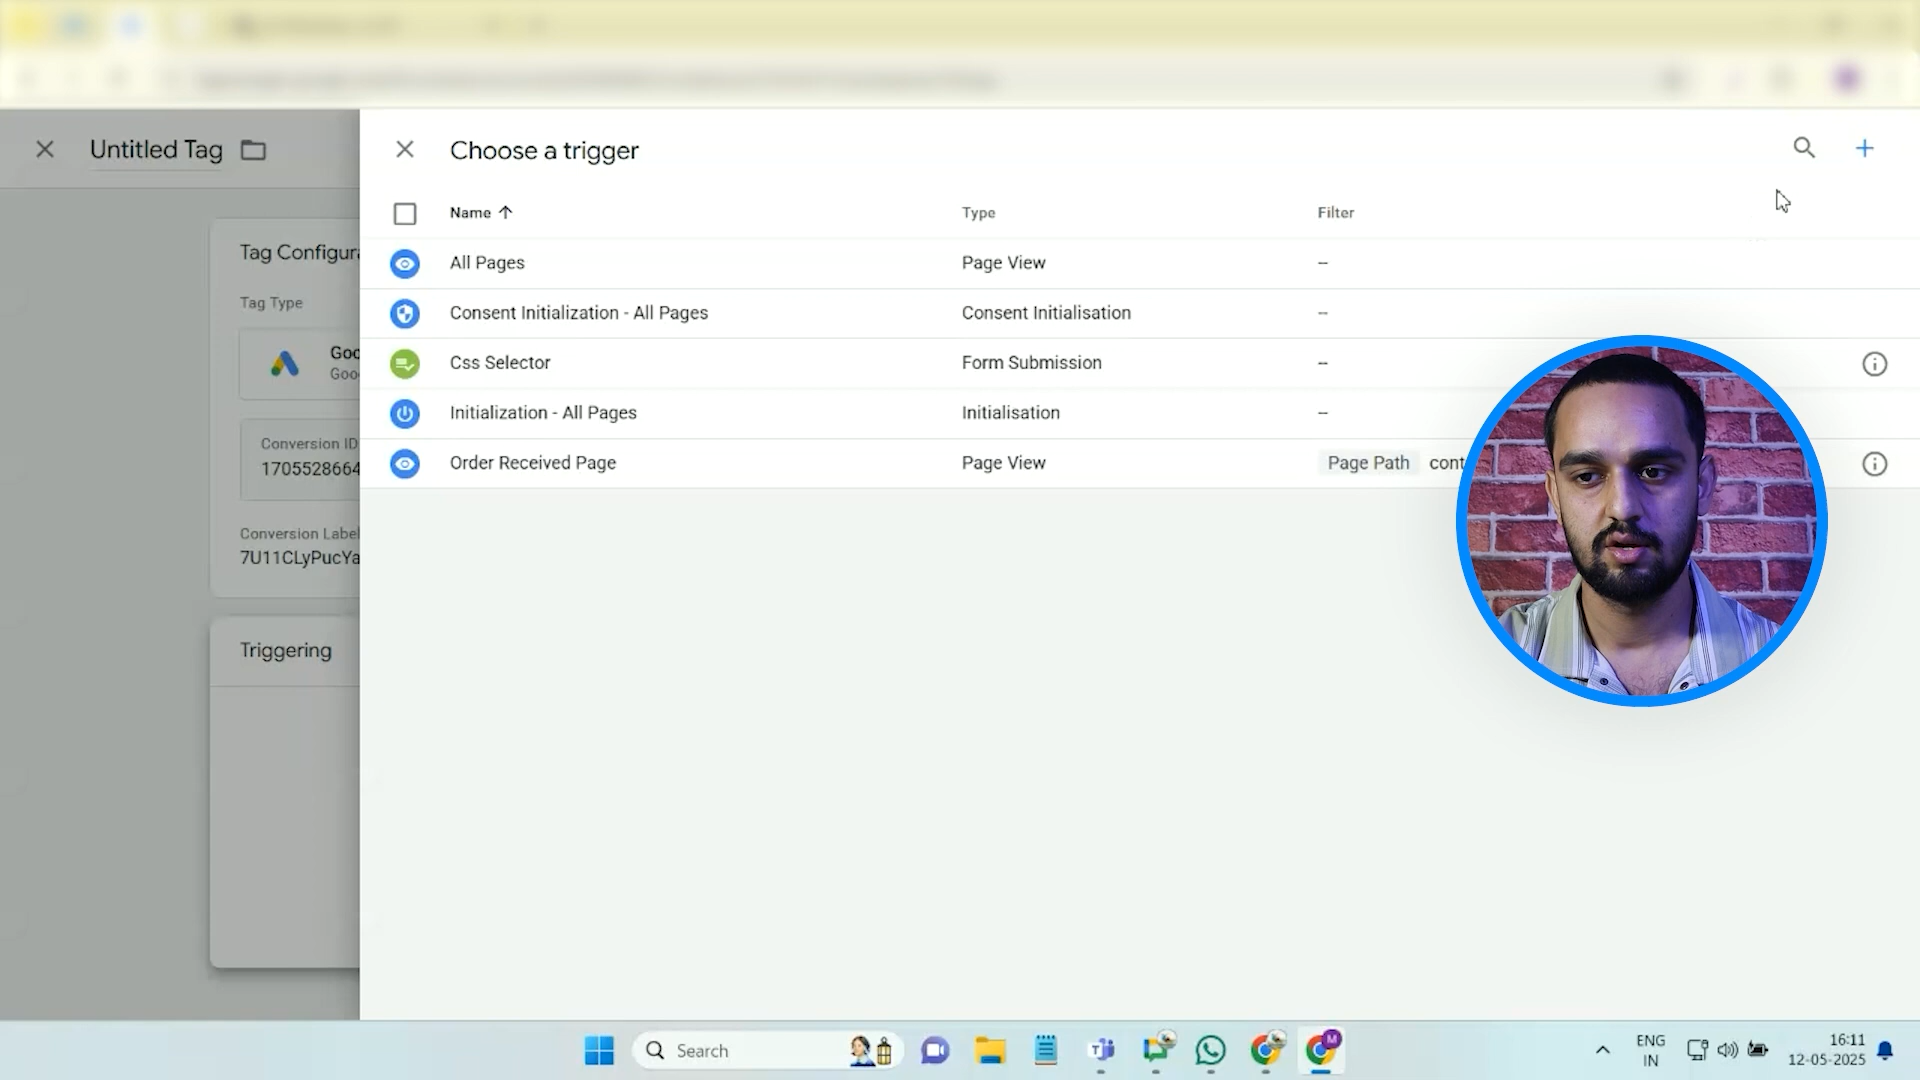 Untitled Tag
Choose a trigger
Name
Type
Filter
Tag Configura
All Pages
Page View
--
Tag Type
Consent Initialization - All Pages
Consent Initialisation
--
Goo
Goo
Css Selector
Form Submission
--
Initialization - All Pages
Initialisation
--
Conversion ID
1705528664
Order Received Page
Page View
Page Path cont
Conversion Label
7U11CLyPucYa
Triggering
Search
ENG
IN
16:11
12-05-2025